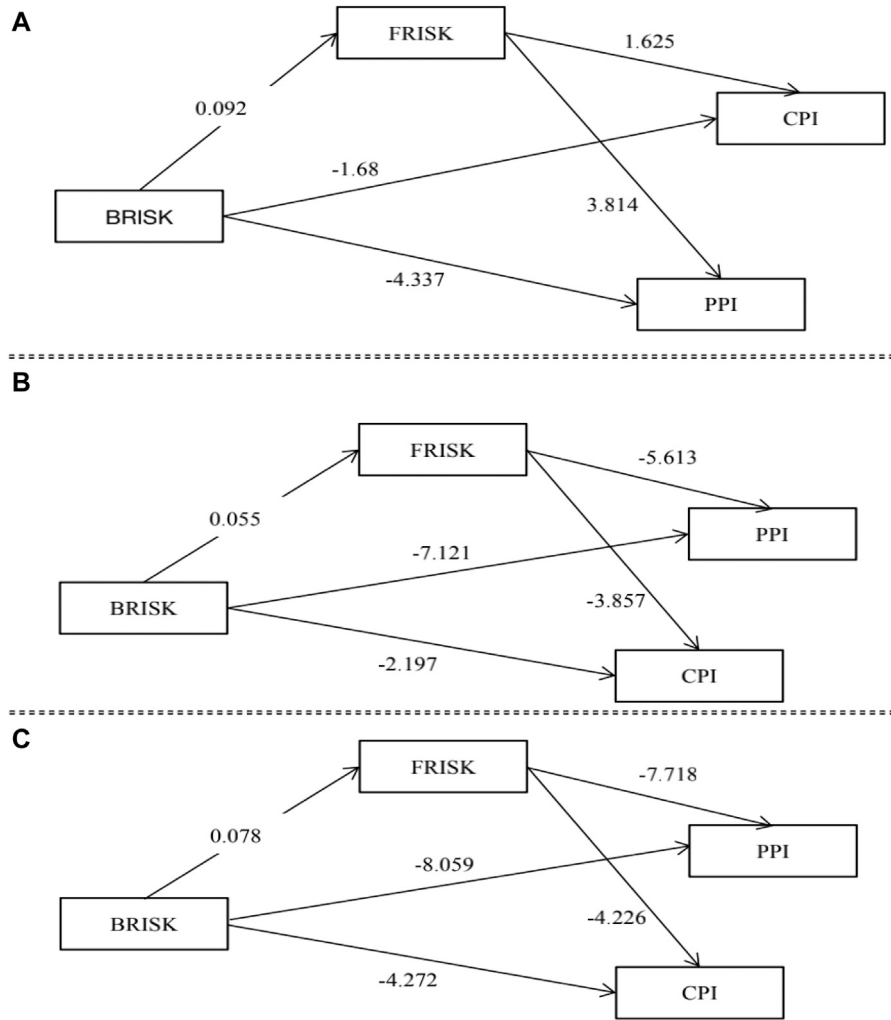 A
FRISK
1.625
0.092
CPI
-1.68
BRISK
3.814
-4.337
PPI
B
FRISK
-5.613
0.055
PPI
-7.121
BRISK
-3.857
-2.197
CPI
C
FRISK
-7.718
0.078
PPI
-8.059
BRISK
-4.226
-4.272
CPI